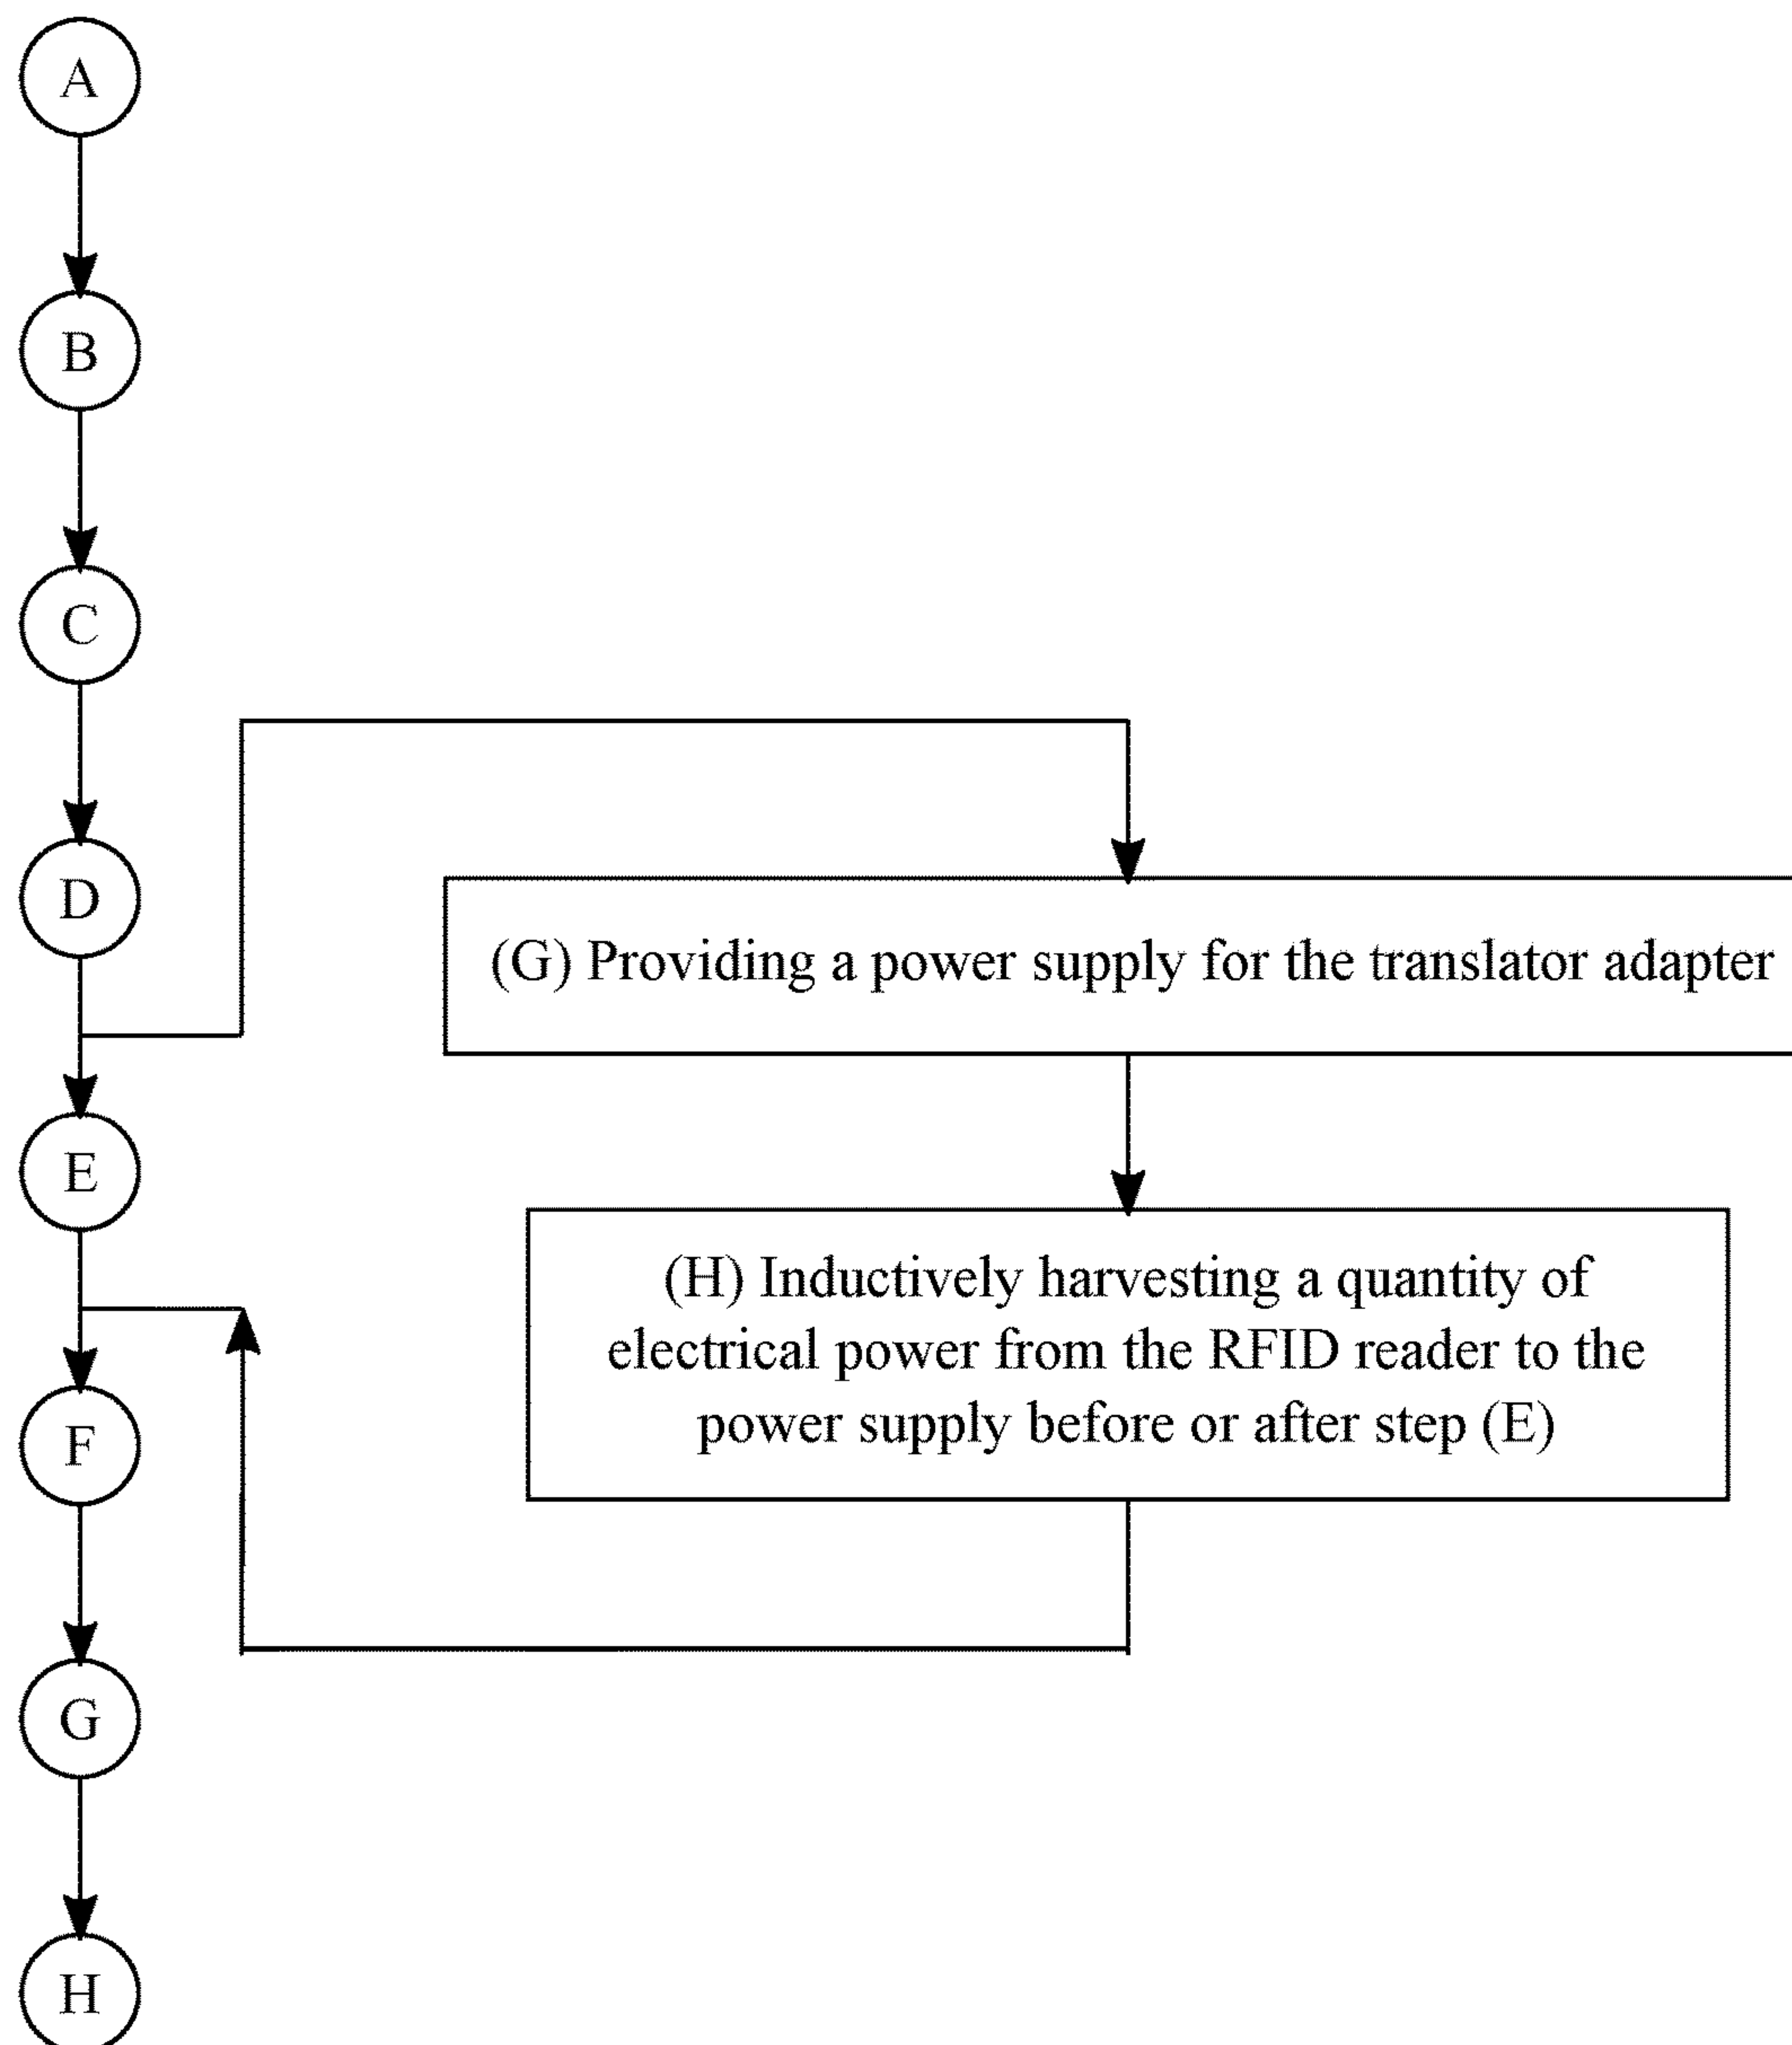 A
B
C
D
(G) Providing a power supply for the translator adapter
E
(H) Inductively harvesting a quantity of
electrical power from the RFID reader to the
power supply before or after step (E)
F
G
H